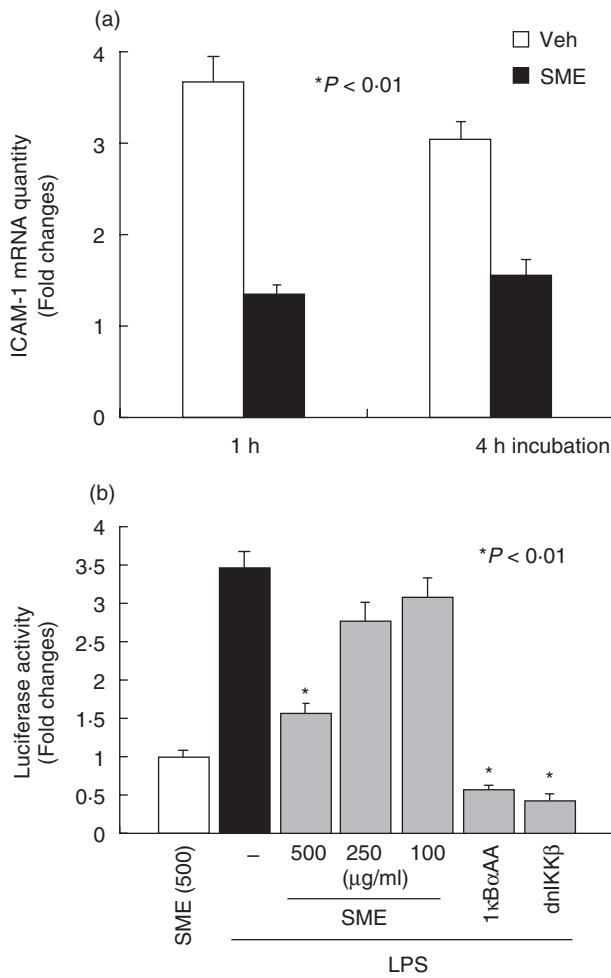 (a)
Veh
SME
*P < 0·01
4
3
2
1
0
ICAM-1 mRNA quantity
(Fold changes)
1 h
4 h incubation
(b)
*P < 0·01
4
3·5
3
2·5
2
1·5
1
0·5
0
Luciferase activity
(Fold changes)
*
*
*
SME (500)
–
500
250
100
1κBαAA
dnIKKβ
(μg/ml)
SME
LPS